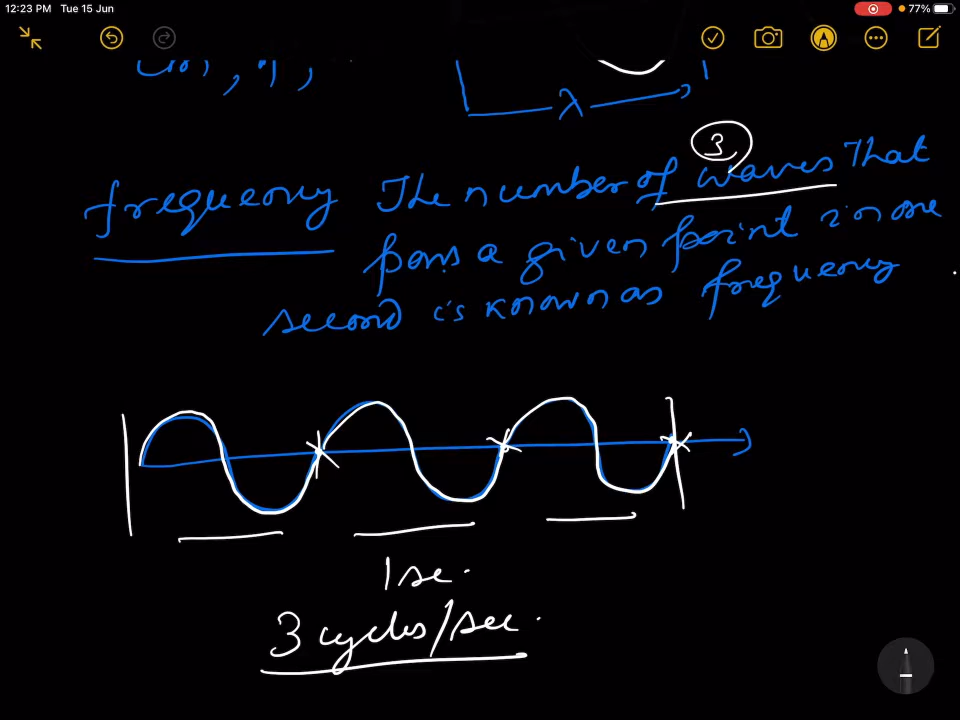 12:23 PM Tue 15 Jun
77%
λ
3
frequency The number of waves That
pass a given point in one
second is known as frequency
1 sec.
3 cycles/sec.